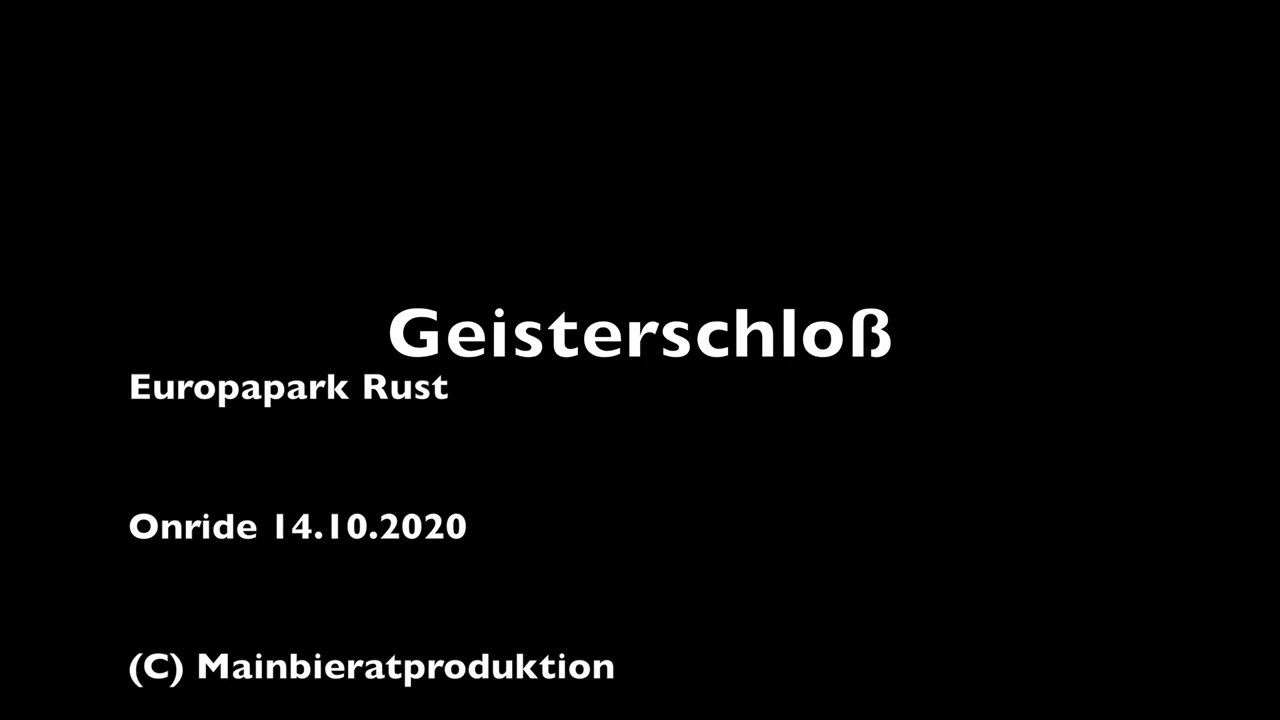 Geisterschloß
Europapark Rust
Onride 14.10.2020
(C) Mainbieratproduktion